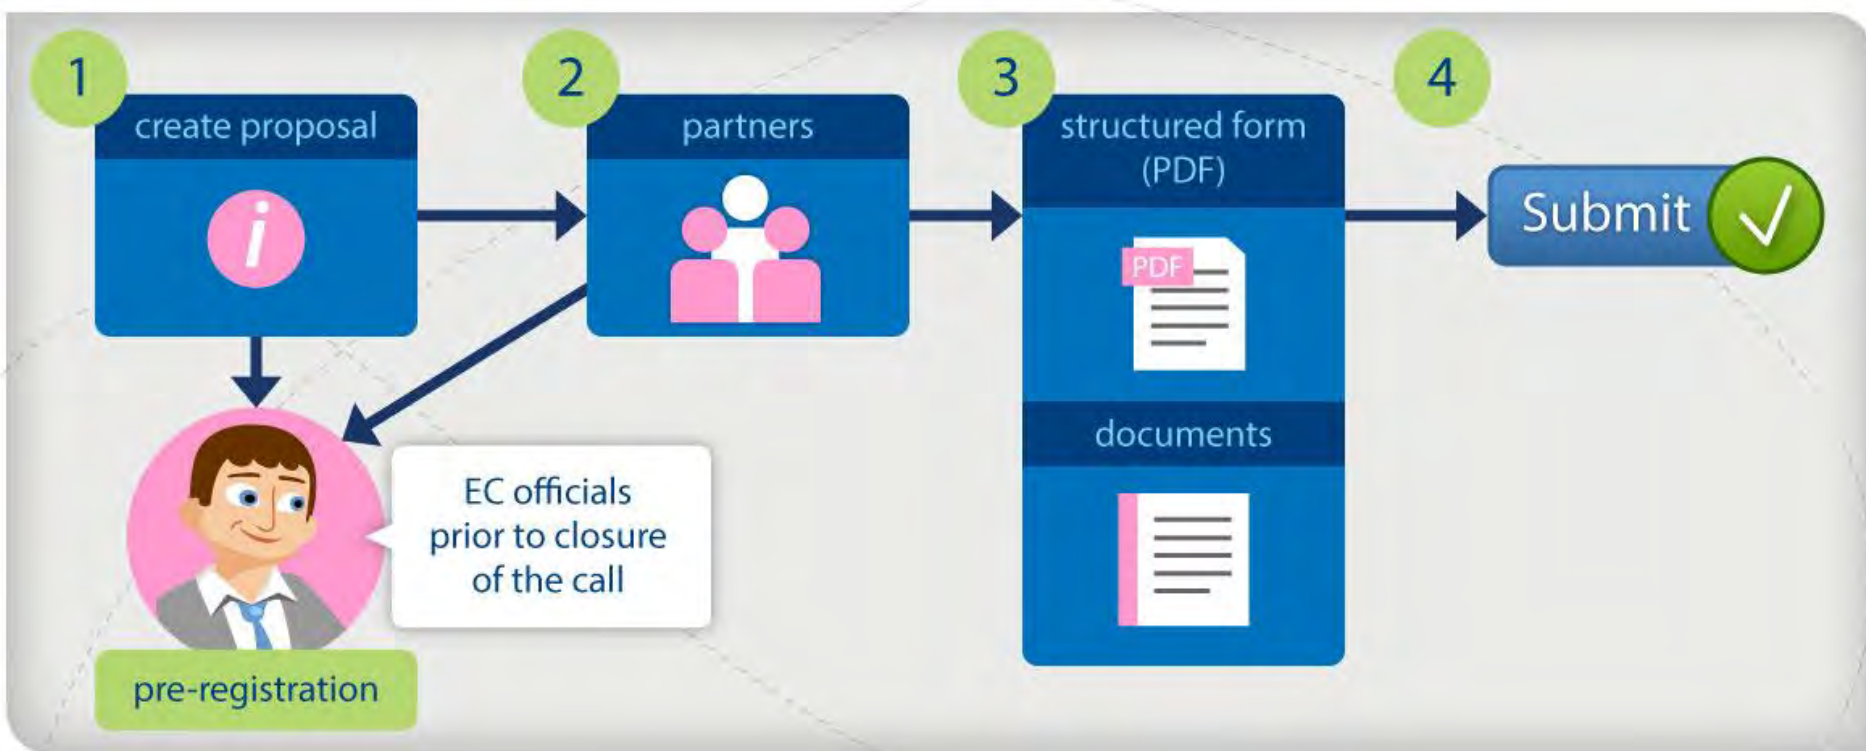 1
create proposal
i
2
partners
3
structured form
(PDF)
PDF
documents
4
Submit
EC officials
prior to closure
of the call
pre-registration